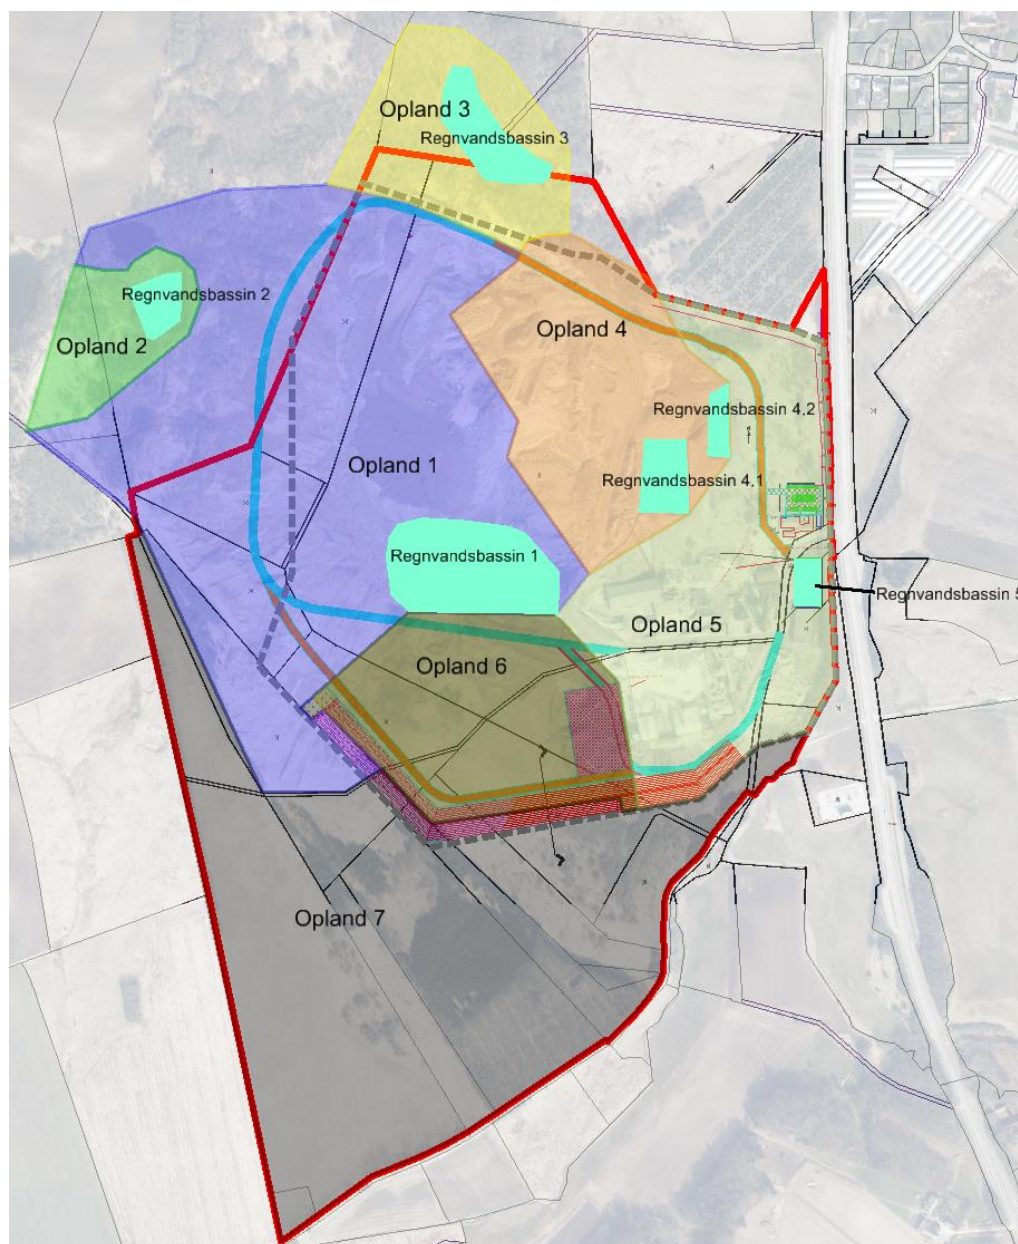 Opland 3
Regnvandsbassin 3
Regnvandsbassin 2
Opland 4
Opland 2
Regnvandsbassin 4.2
Opland 1
Regnvandsbassin 4.1
Regnvandsbassin 1
Regnvandsbassin 5
Opland 5
Opland 6
Opland 7